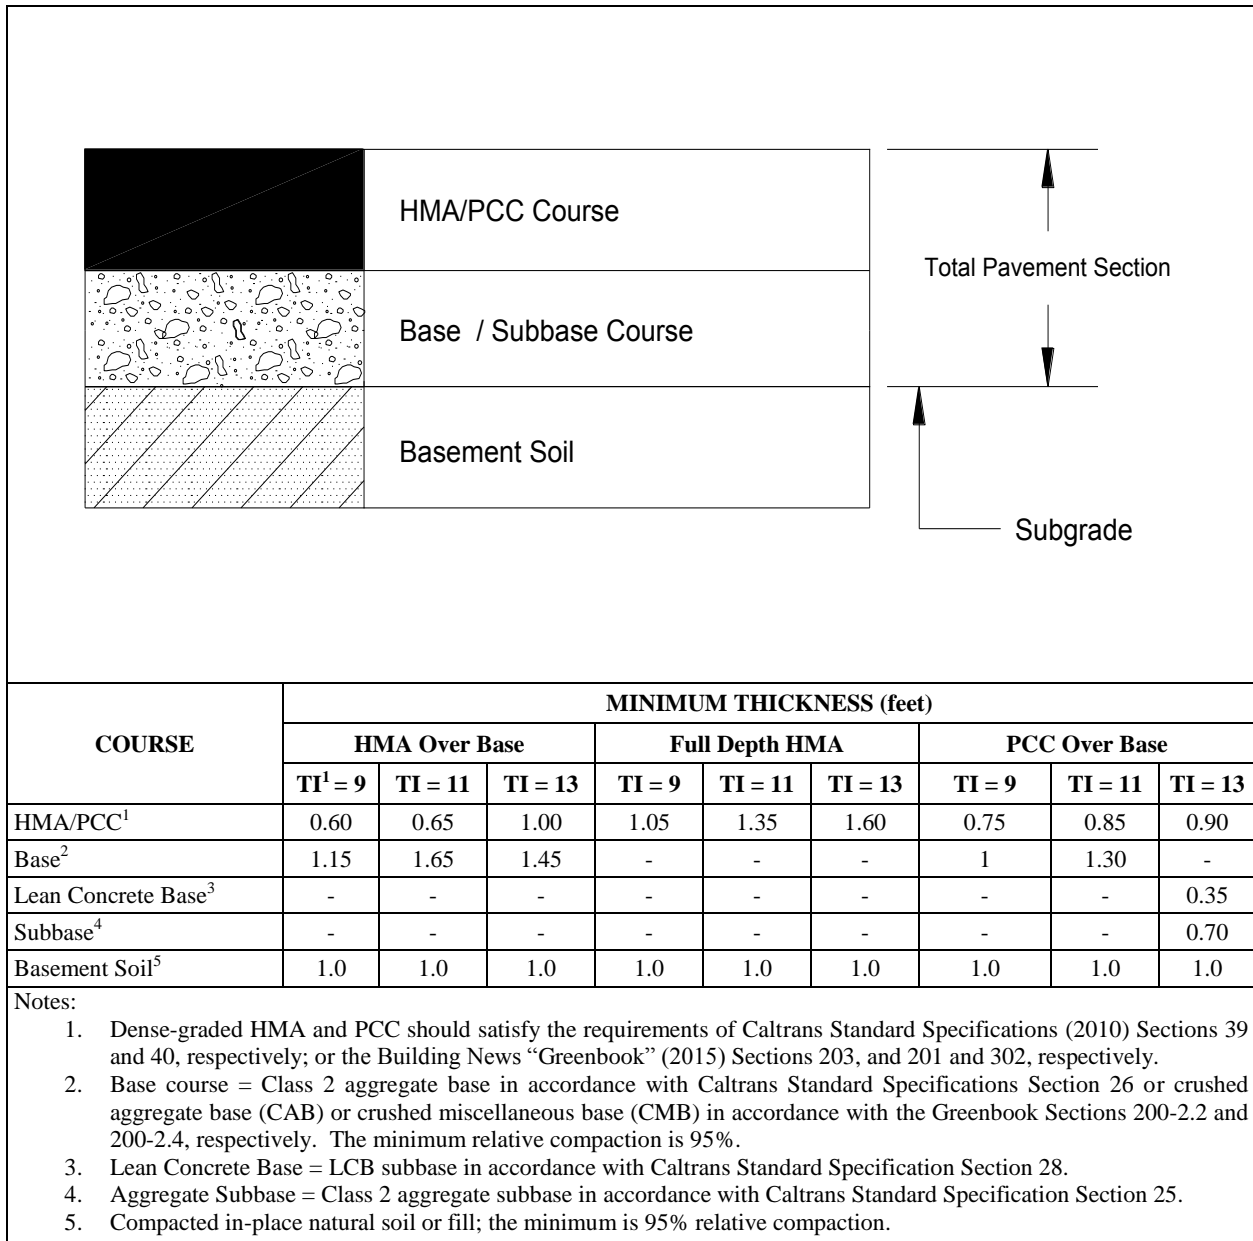 HMA/PCC Course
Total Pavement Section
Base / Subbase Course
Basement Soil
Subgrade
COURSE
MINIMUM THICKNESS (feet)
HMA Over Base Full Depth HMA PCC Over Base
TI1 = 9 TI = 11 TI = 13 TI = 9 TI = 11 TI = 13 TI = 9 TI = 11 TI = 13
HMA/PCC1 0.60 0.65 1.00 1.05 1.35 1.60 0.75 0.85 0.90
Base2 1.15 1.65 1.45 - - - 1 1.30 -
Lean Concrete Base3 - - - - - - - - 0.35
Subbase4 - - - - - - - - 0.70
Basement Soil5 1.0 1.0 1.0 1.0 1.0 1.0 1.0 1.0 1.0
Notes:
1. Dense-graded HMA and PCC should satisfy the requirements of Caltrans Standard Specifications (2010) Sections 39
and 40, respectively; or the Building News “Greenbook” (2015) Sections 203, and 201 and 302, respectively.
2. Base course = Class 2 aggregate base in accordance with Caltrans Standard Specifications Section 26 or crushed
aggregate base (CAB) or crushed miscellaneous base (CMB) in accordance with the Greenbook Sections 200-2.2 and
200-2.4, respectively. The minimum relative compaction is 95%.
3. Lean Concrete Base = LCB subbase in accordance with Caltrans Standard Specification Section 28.
4. Aggregate Subbase = Class 2 aggregate subbase in accordance with Caltrans Standard Specification Section 25.
5. Compacted in-place natural soil or fill; the minimum is 95% relative compaction.